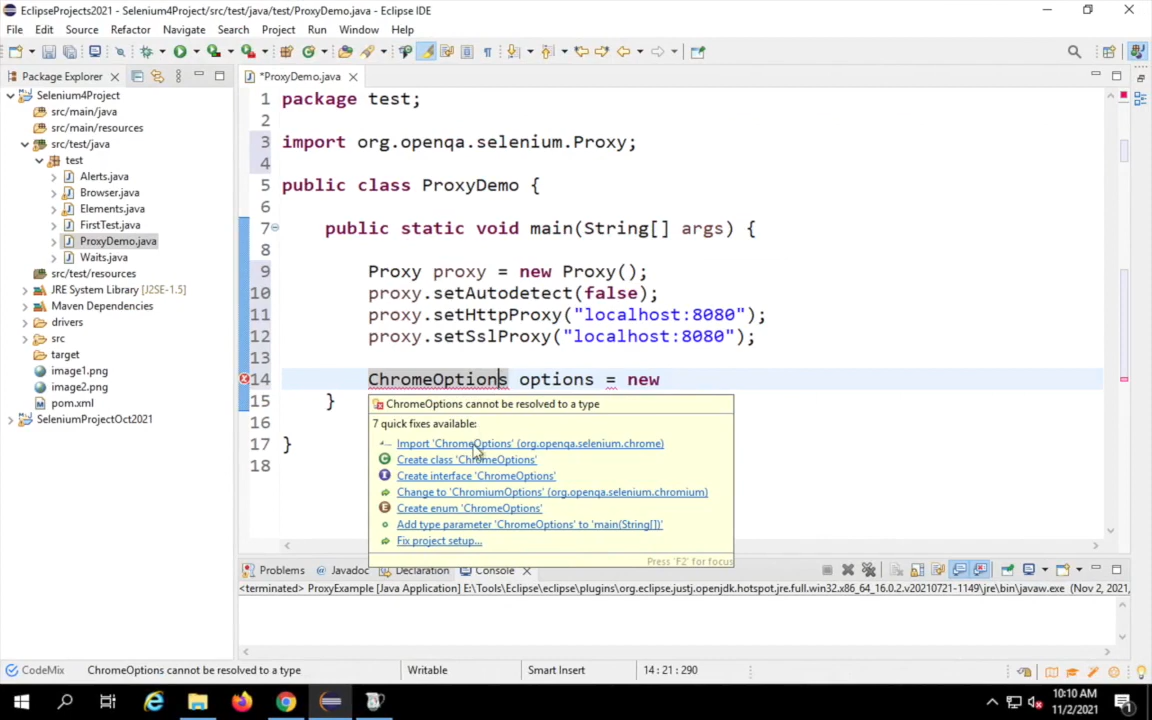 EclipseProjects2021 - Selenium4Project/src/test/java/test/ProxyDemo.java - Eclipse IDE
File Edit Source Refactor Navigate Search Project Run Window Help
Package Explorer
*ProxyDemo.java
Selenium4Project
src/main/java
src/main/resources
src/test/java
test
Alerts.java
Browser.java
Elements.java
FirstTest.java
ProxyDemo.java
Waits.java
src/test/resources
JRE System Library [J2SE-1.5]
Maven Dependencies
drivers
src
target
image1.png
image2.png
pom.xml
SeleniumProjectOct2021
1 package test;
2
3 import org.openqa.selenium.Proxy;
4
5 public class ProxyDemo {
6
7 public static void main(String[] args) {
8
9 Proxy proxy = new Proxy();
10 proxy.setAutodetect(false);
11 proxy.setHttpProxy("localhost:8080");
12 proxy.setSslProxy("localhost:8080");
13
14 ChromeOptions options = new
15 }
16
17 }
18
ChromeOptions cannot be resolved to a type
7 quick fixes available:
Import 'ChromeOptions' (org.openqa.selenium.chrome)
Create class 'ChromeOptions'
Create interface 'ChromeOptions'
Change to 'ChromiumOptions' (org.openqa.selenium.chromium)
Create enum 'ChromeOptions'
Add type parameter 'ChromeOptions' to 'main(String[])'
Fix project setup...
Press 'F2' for focus
Problems Javadoc Declaration Console
<terminated> ProxyExample [Java Application] E:\Tools\Eclipse\eclipse\plugins\org.eclipse.justj.openjdk.hotspot.jre.full.win32.x86_64_16.0.2.v20210721-1149\jre\bin\javaw.exe (Nov 2, 2021,
CodeMix ChromeOptions cannot be resolved to a type Writable Smart Insert 14 : 21 : 290
10:10 AM
11/2/2021
1